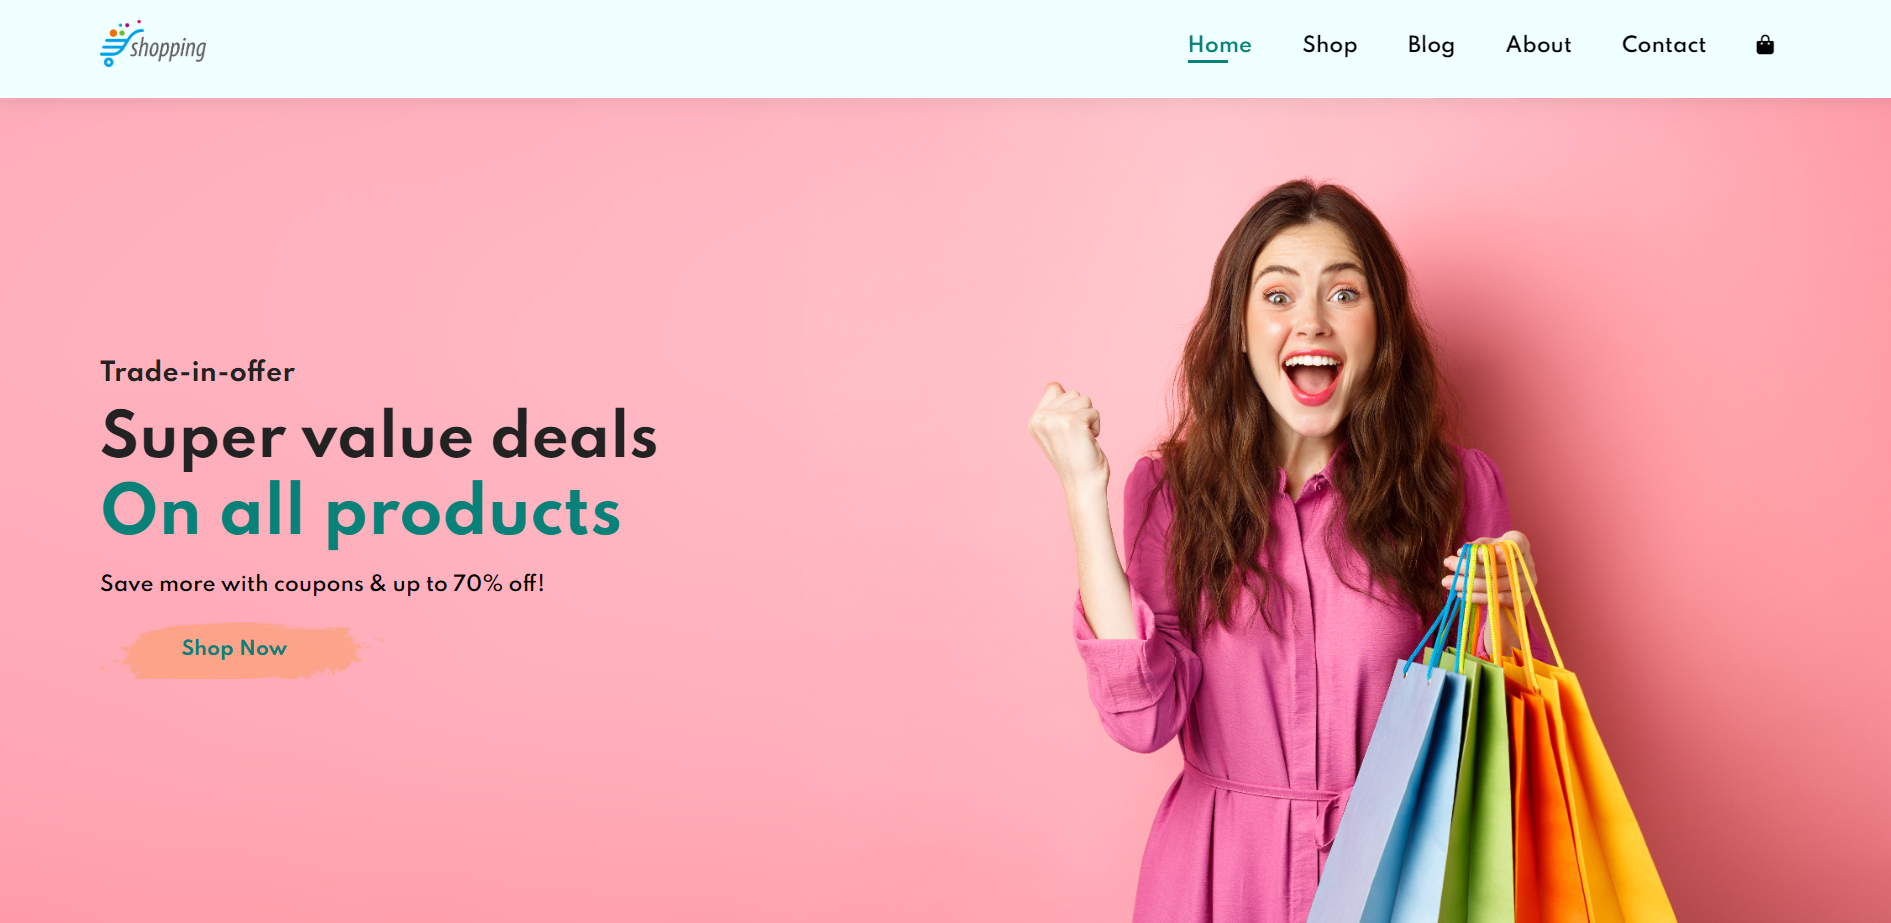 shopping
Home Shop Blog About Contact
Trade-in-offer
Super value deals
On all products
Save more with coupons & up to 70% off!
Shop Now